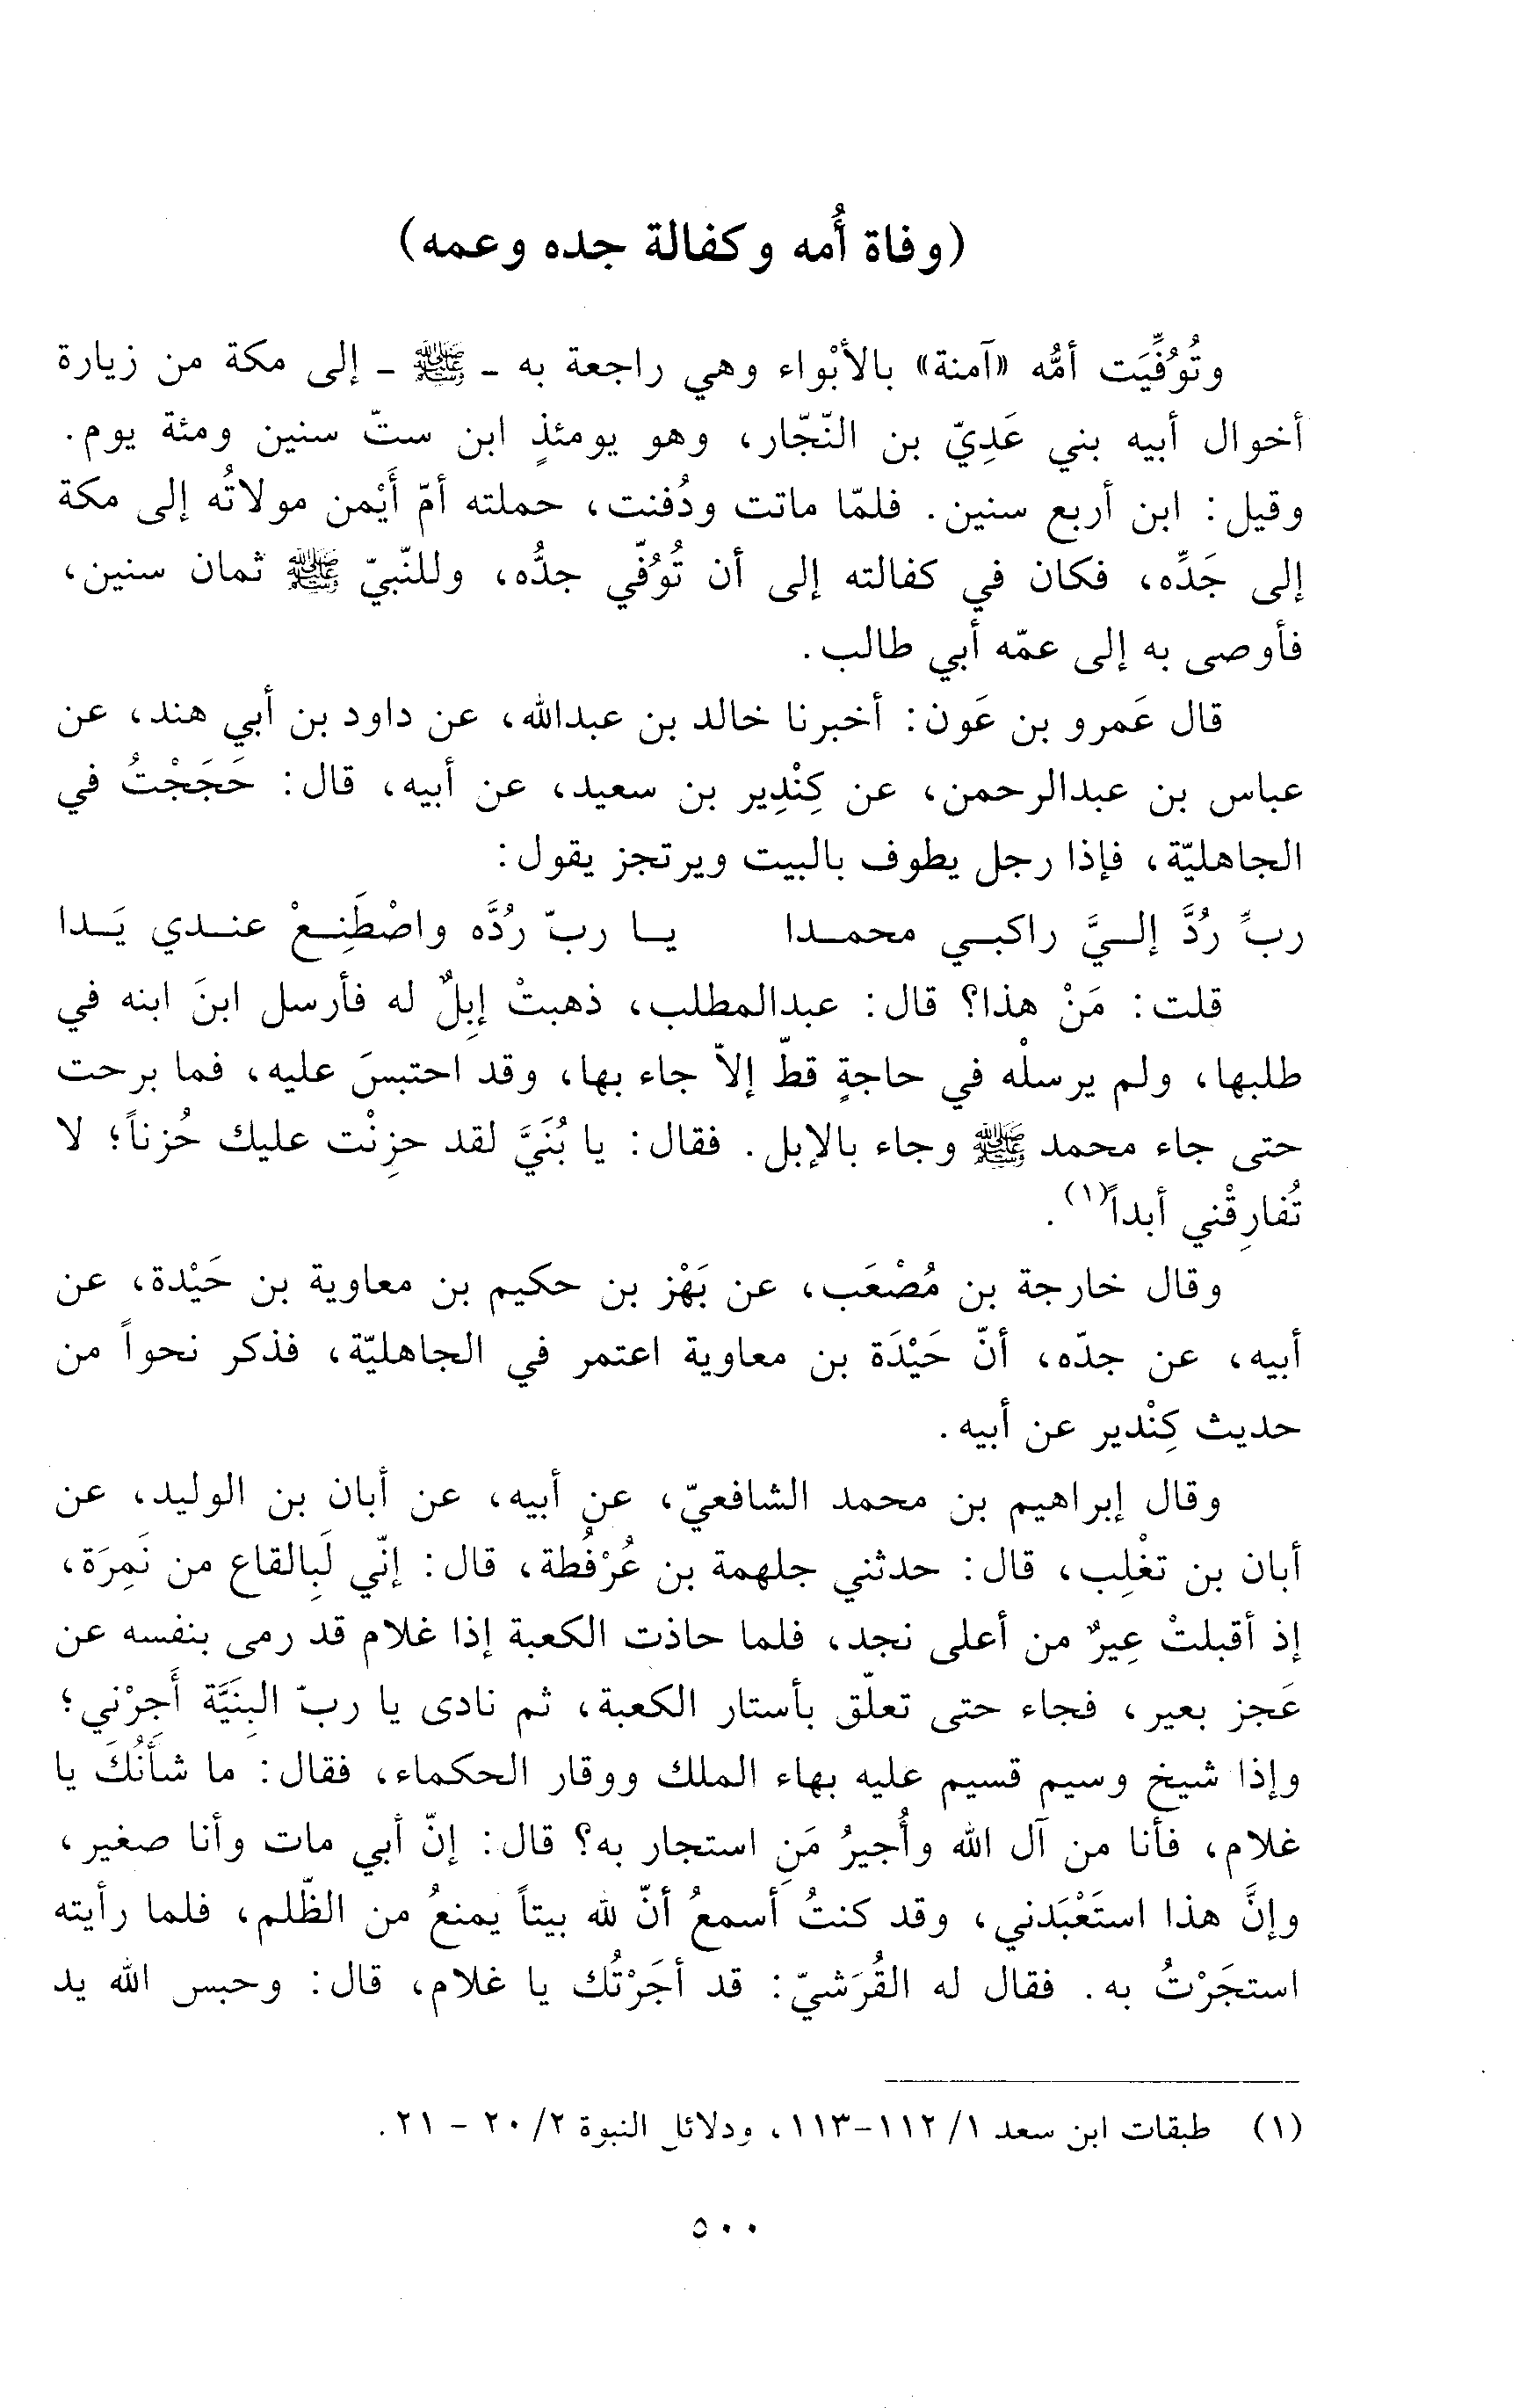 (وفاة أُمه وكفالة جده وعمه)
وتُوُفِّيَت أمُّه «آمنة» بالأبْواء وهي راجعة به - ﷺ - إلى مكة من زيارة
أخوال أبيه بني عَدِيّ بن النّجّار، وهو يومئذٍ ابن ستّ سنين ومئة يوم.
وقيل: ابن أربع سنين. فلمّا ماتت ودُفنت، حملته أمّ أَيْمن مولاتُه إلى مكة
إلى جَدِّه، فكان في كفالته إلى أن تُوُفّي جدُّه، وللنّبيّ ﷺ ثمان سنين،
فأوصى به إلى عمّه أبي طالب.
قال عَمرو بن عَون: أخبرنا خالد بن عبدالله، عن داود بن أبي هند، عن
عباس بن عبدالرحمن، عن كِنْدِير بن سعيد، عن أبيه، قال: حَجَجْتُ في
الجاهليّة، فإذا رجل يطوف بالبيت ويرتجز يقول:
ربِّ رُدَّ إلـيَّ راكبـي محمـدا يـا ربّ رُدَّه واصْطَنِـعْ عنـدي يَـدا
قلت: مَنْ هذا؟ قال: عبدالمطلب، ذهبتْ إبِلٌ له فأرسل ابنَ ابنه في
طلبها، ولم يرسلْه في حاجةٍ قطّ إلاّ جاء بها، وقد احتبسَ عليه، فما برحت
حتى جاء محمد ﷺ وجاء بالإبل. فقال: يا بُنَيَّ لقد حزِنْت عليك حُزناً؛ لا
تُفارِقْني أبداً(١).
وقال خارجة بن مُصْعَب، عن بَهْز بن حكيم بن معاوية بن حَيْدة، عن
أبيه، عن جدّه، أنّ حَيْدَة بن معاوية اعتمر في الجاهليّة، فذكر نحواً من
حديث كِنْدير عن أبيه.
وقال إبراهيم بن محمد الشافعيّ، عن أبيه، عن أبان بن الوليد، عن
أبان بن تغْلِب، قال: حدثني جلهمة بن عُرْفُطة، قال: إنّي لَبِالقاع من نَمِرَة،
إذ أقبلتْ عِيرٌ من أعلى نجد، فلما حاذت الكعبة إذا غلام قد رمى بنفسه عن
عَجز بعير، فجاء حتى تعلّق بأستار الكعبة، ثم نادى يا ربّ البِنَيَّة أَجِرْني؛
وإذا شيخ وسيم قسيم عليه بهاء الملك ووقار الحكماء، فقال: ما شأنُكَ يا
غلام، فأنا من آل الله وأُجيرُ مَنِ استجار به؟ قال: إنّ أبي مات وأنا صغير،
وإنَّ هذا استَعْبَدني، وقد كنتُ أسمعُ أنّ لله بيتاً يمنعُ من الظّلم، فلما رأيته
استجَرْتُ به. فقال له القُرَشيّ: قد أجَرْتُك يا غلام، قال: وحبس الله يد
(١) طبقات ابن سعد ١/ ١١٢-١١٣، ودلائل النبوة ٢/ ٢٠ - ٢١.
٥٠٠